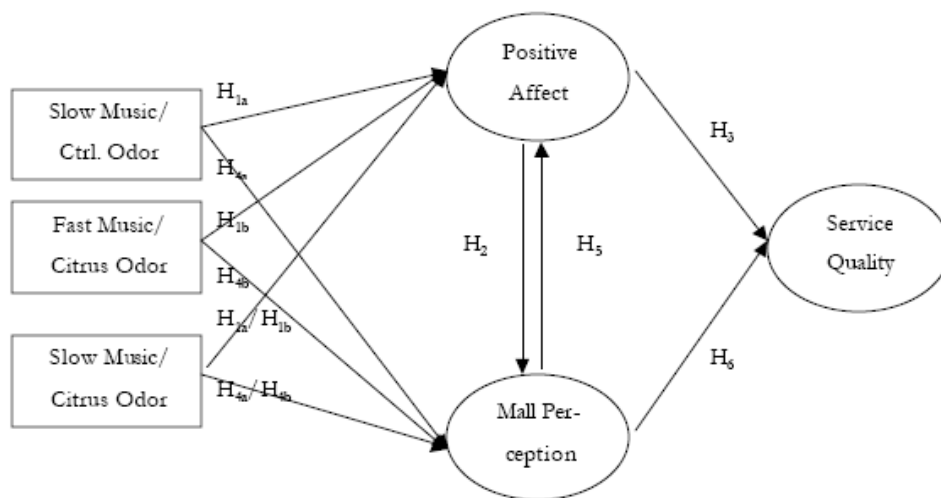 Positive
Affect
H1a
Slow Music/
Ctrl. Odor
H3
H4a
Fast Music/
Citrus Odor
H1b
H2
H5
Service
Quality
H4b
H1a/ H1b
Slow Music/
Citrus Odor
H4a/ H4b
H6
Mall Per-
ception